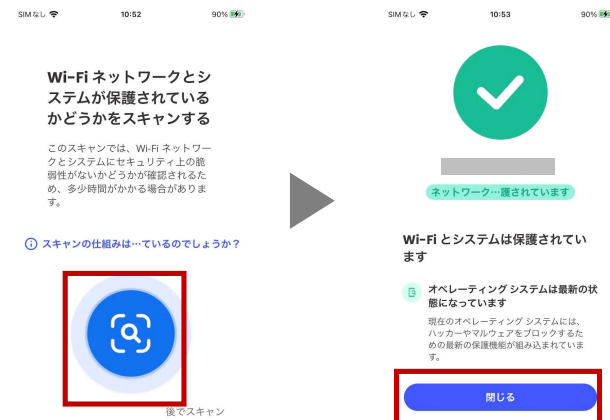 SIMなし 10:52 90%
Wi-Fi ネットワークとシ
ステムが保護されている
かどうかをスキャンする
このスキャンでは、Wi-Fi ネットワー
クとシステムにセキュリティ上の脆
弱性がないかどうかが確認されるた
め、多少時間がかかる場合がありま
す。
スキャンの仕組みは…ているのでしょうか？
後でスキャン
SIMなし 10:53 90%
ネットワーク…護されています
Wi-Fi とシステムは保護されてい
ます
オペレーティング システムは最新の状
態になっています
現在のオペレーティング システムには、
ハッカーやマルウェアをブロックするた
めの最新の保護機能が組み込まれていま
す。
閉じる